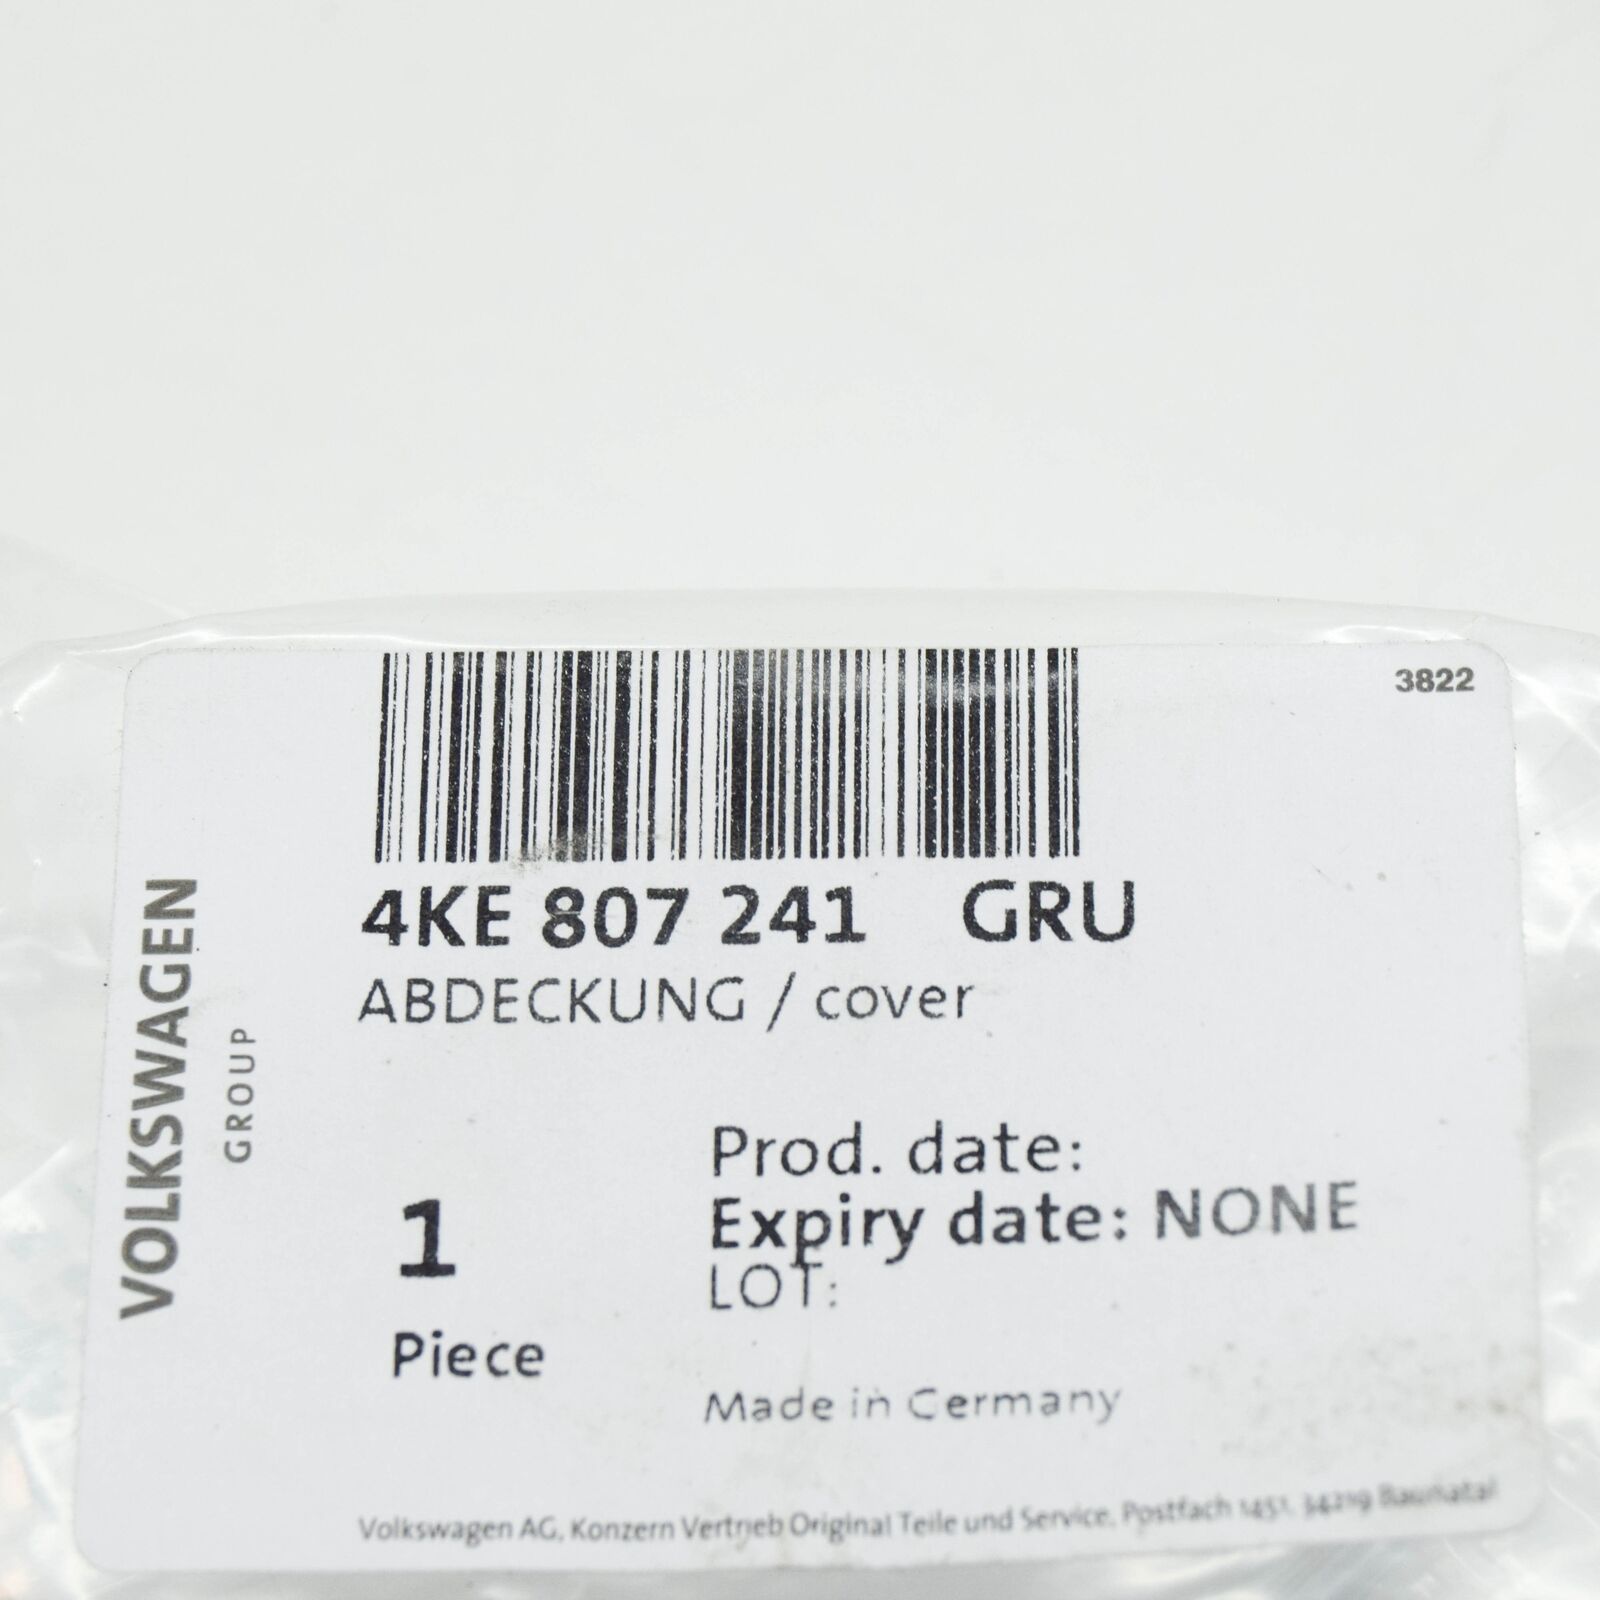 3822
4KE 807 241 GRU
ABDECKUNG / cover
VOLKSWAGEN
GROUP
Prod. date:
Expiry date: NONE
LOT:
1
Piece
Made in Germany
Volkswagen AG, Konzern Vertrieb Original Teile und Service, Postfach 1451, 34219 Baunatal